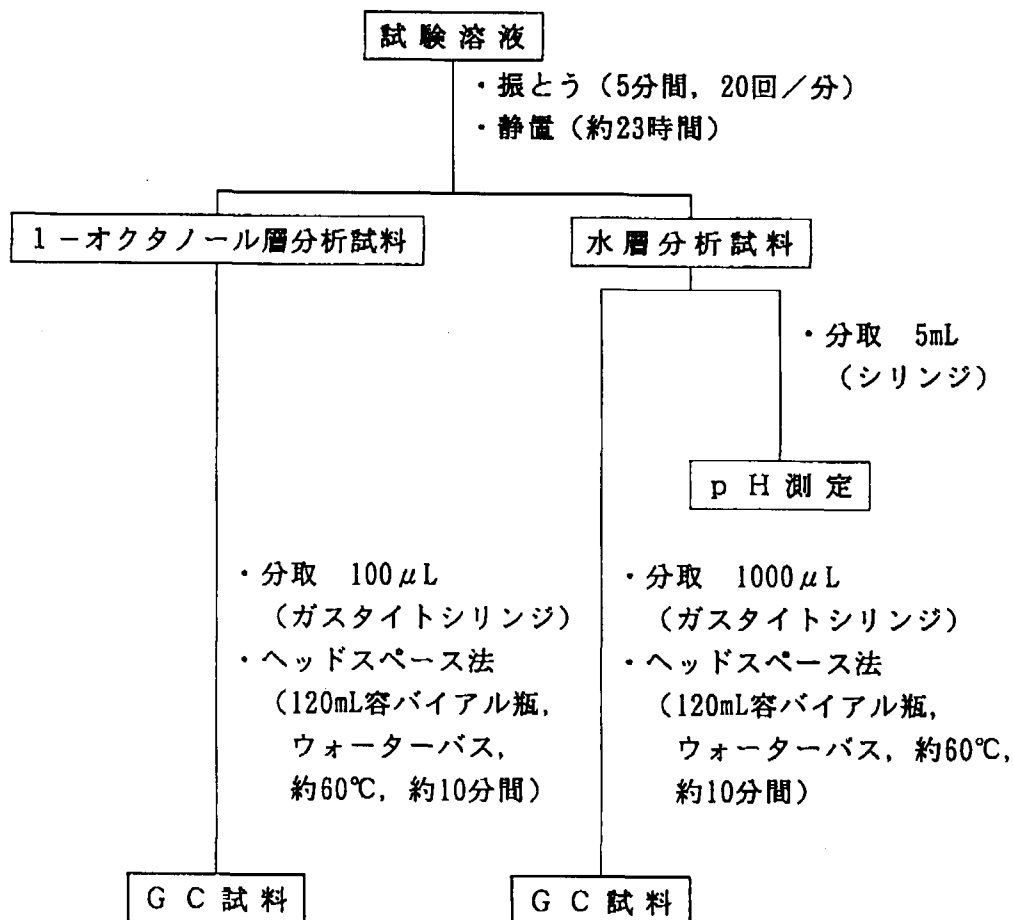 試験溶液
・振とう（5分間，20回／分）
・静置（約23時間）
1－オクタノール層分析試料
水層分析試料
・分取　5mL
（シリンジ）
pH測定
・分取　100μL
（ガスタイトシリンジ）
・ヘッドスペース法
（120mL容バイアル瓶，
ウォーターバス，
約60℃，約10分間）
・分取　1000μL
（ガスタイトシリンジ）
・ヘッドスペース法
（120mL容バイアル瓶，
ウォーターバス，約60℃，
約10分間）
GC試料
GC試料